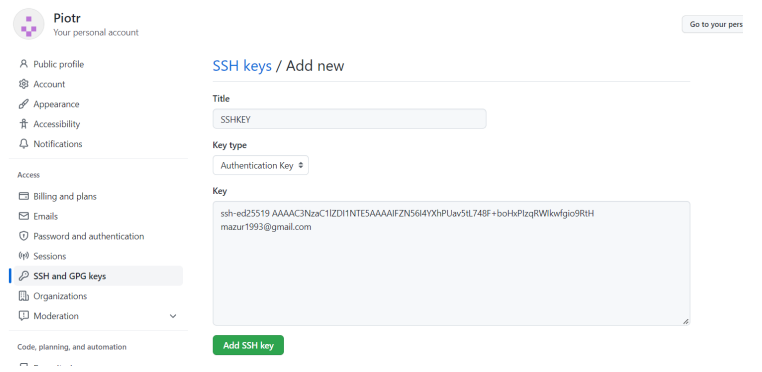 Piotr
Your personal account
Go to your pers
Public profile
Account
Appearance
Accessibility
Notifications
Access
Billing and plans
Emails
Password and authentication
Sessions
SSH and GPG keys
Organizations
Moderation
Code, planning, and automation
SSH keys / Add new
Title
SSHKEY
Key type
Authentication Key
Key
ssh-ed25519 AAAAC3NzaC1lZDI1NTE5AAAAIFZN56I4YXhPUav5tL748F+boHxPIzqRWIkwfgio9RtH
mazur1993@gmail.com
Add SSH key